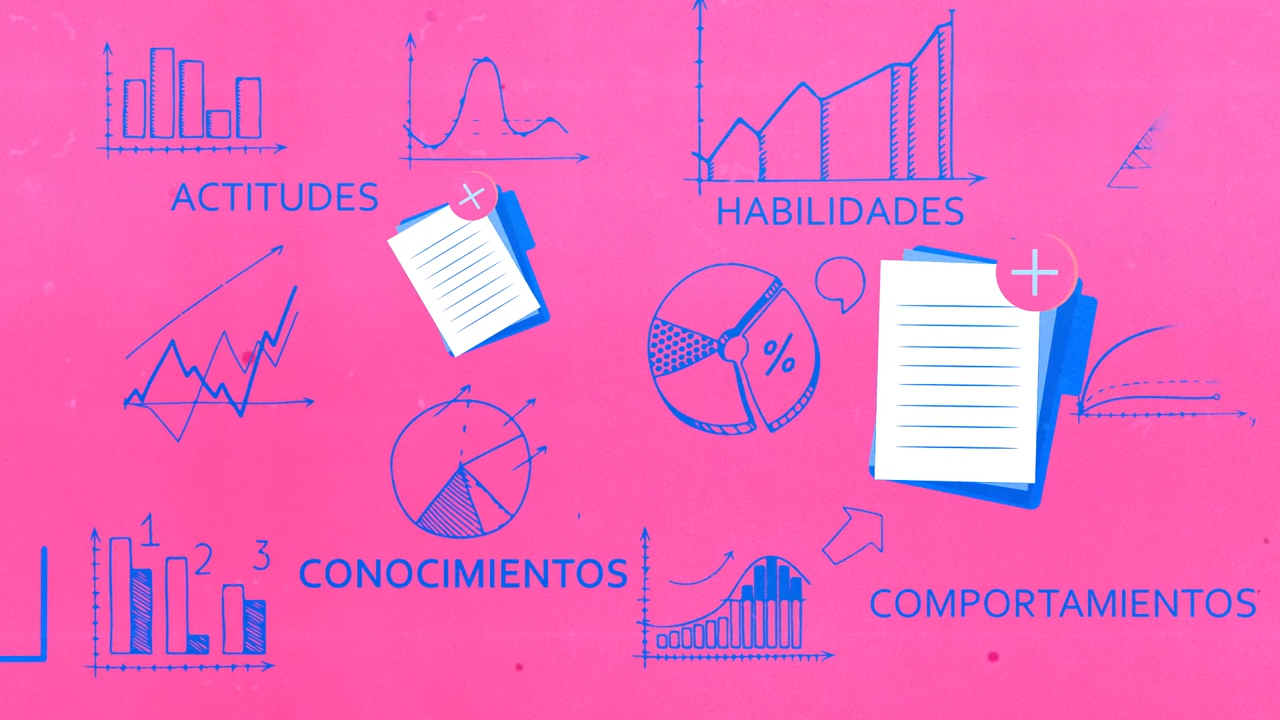 ACTITUDES
HABILIDADES
%
1
2
3
CONOCIMIENTOS
COMPORTAMIENTOS